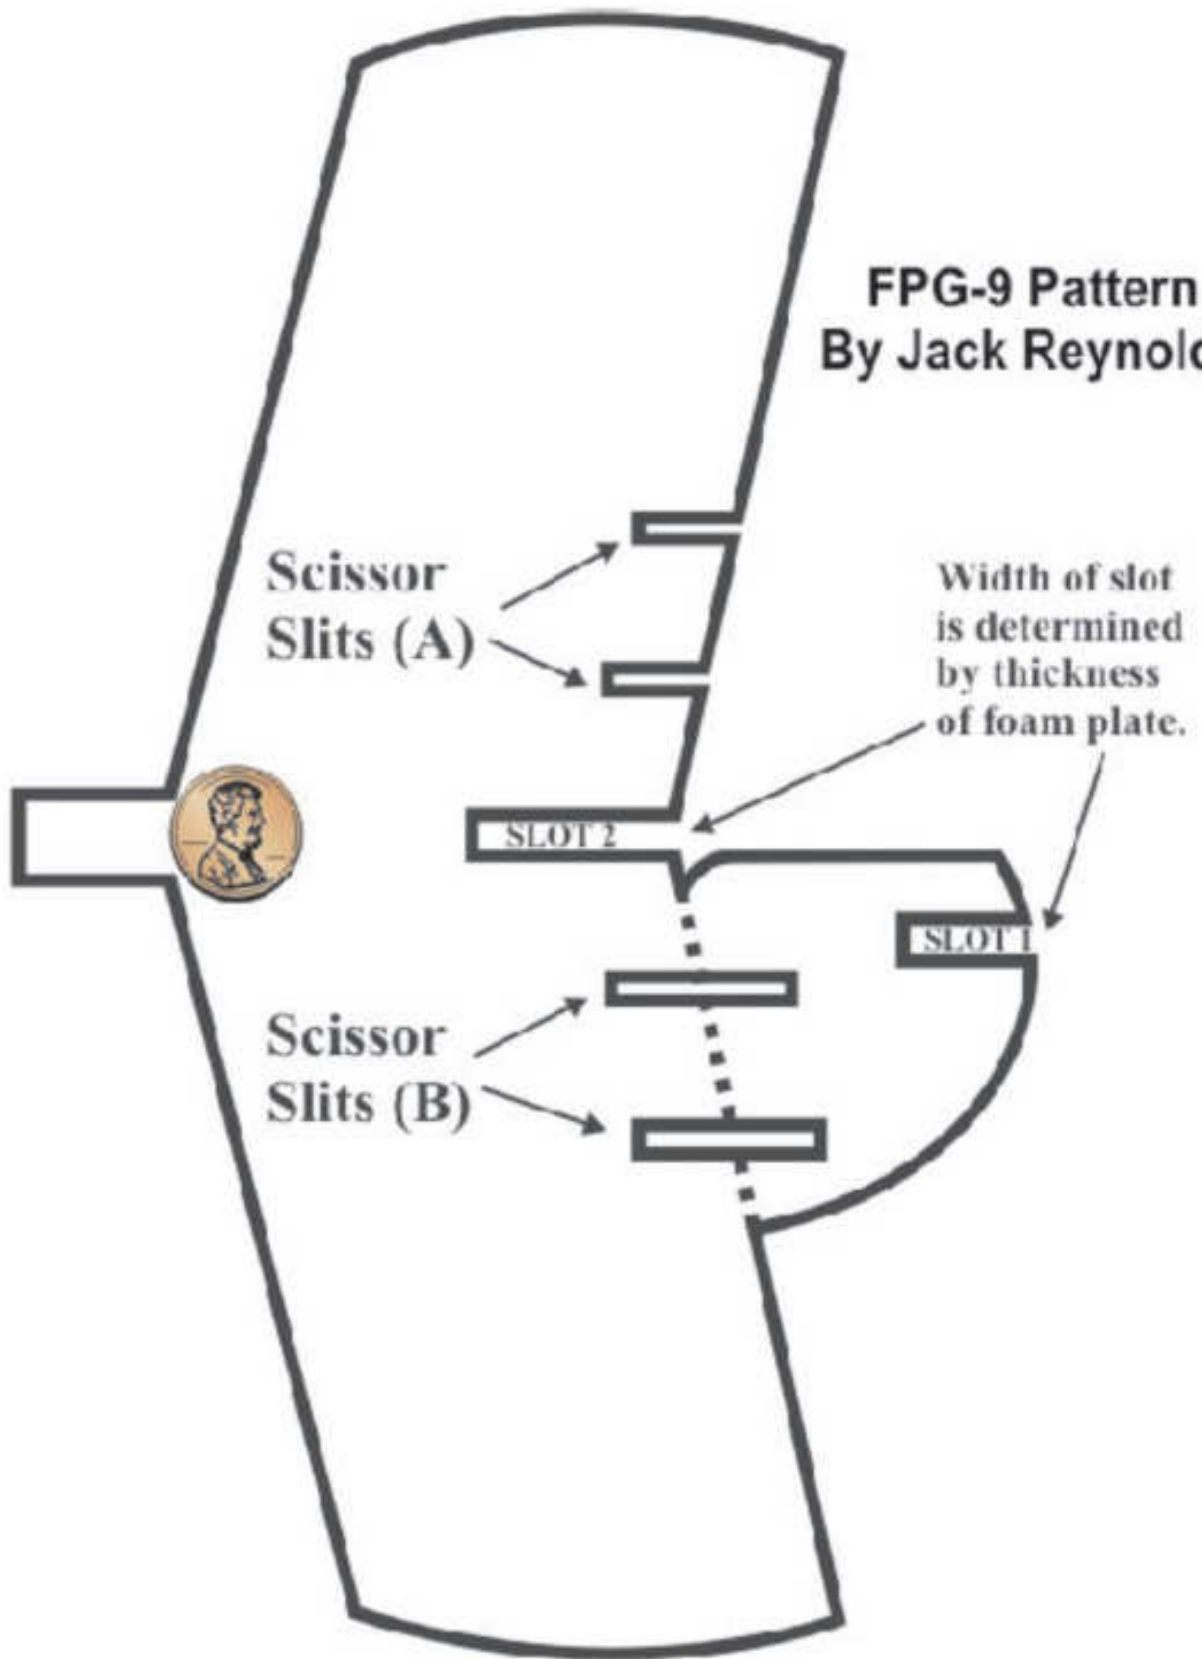 FPG-9 Pattern
By Jack Reynol
Scissor
Slits (A)
Width of slot
is determined
by thickness
of foam plate.
SLOT 2
SLOT 1
Scissor
Slits (B)